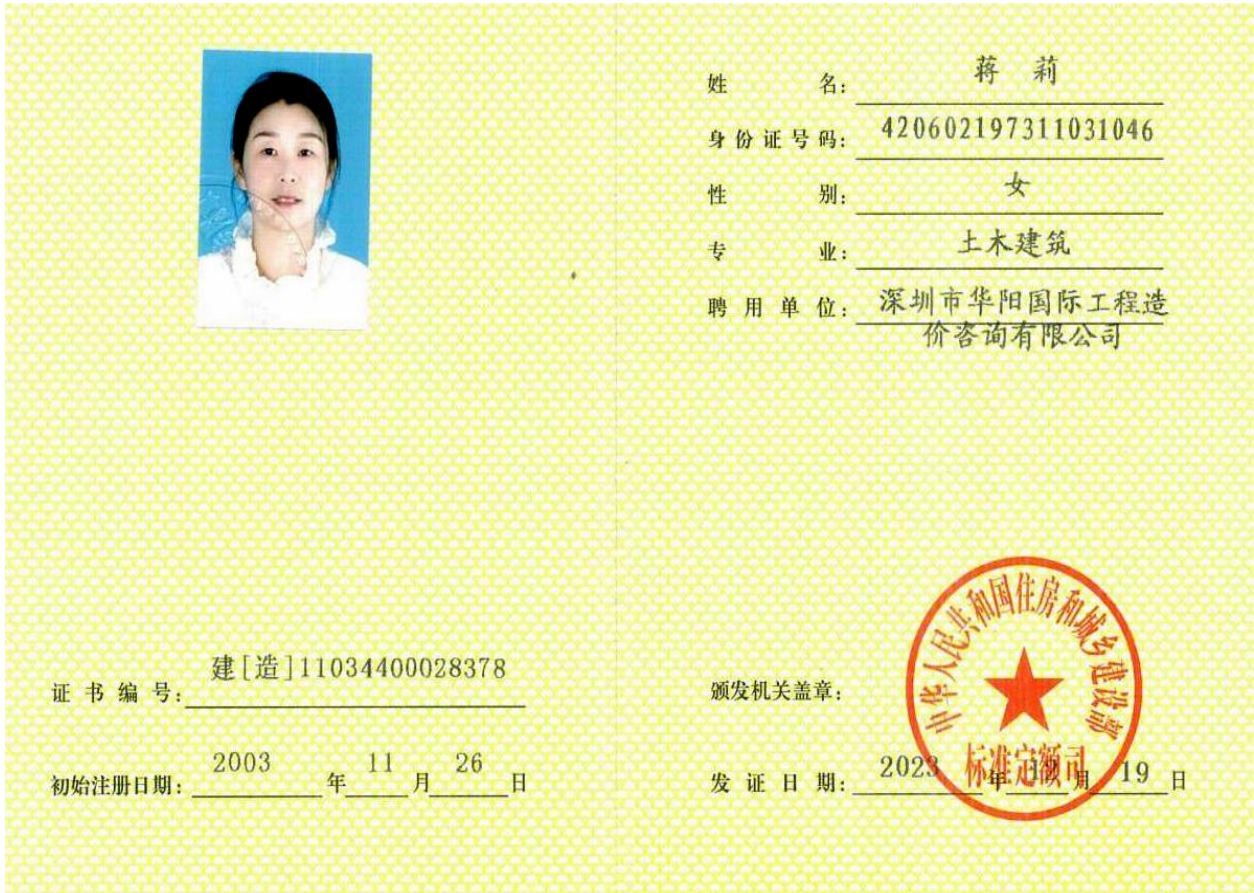 姓 名: 蒋 莉
身份证号码: 420602197311031046
性 别: 女
专 业: 土木建筑
聘用单位: 深圳市华阳国际工程造
价咨询有限公司
证书编号: 建[造]11034400028378
初始注册日期: 2003 年 11 月 26 日
颁发机关盖章:
中华人民共和国住房和城乡建设部
标准定额司
发证日期: 2023 年 12 月 19 日